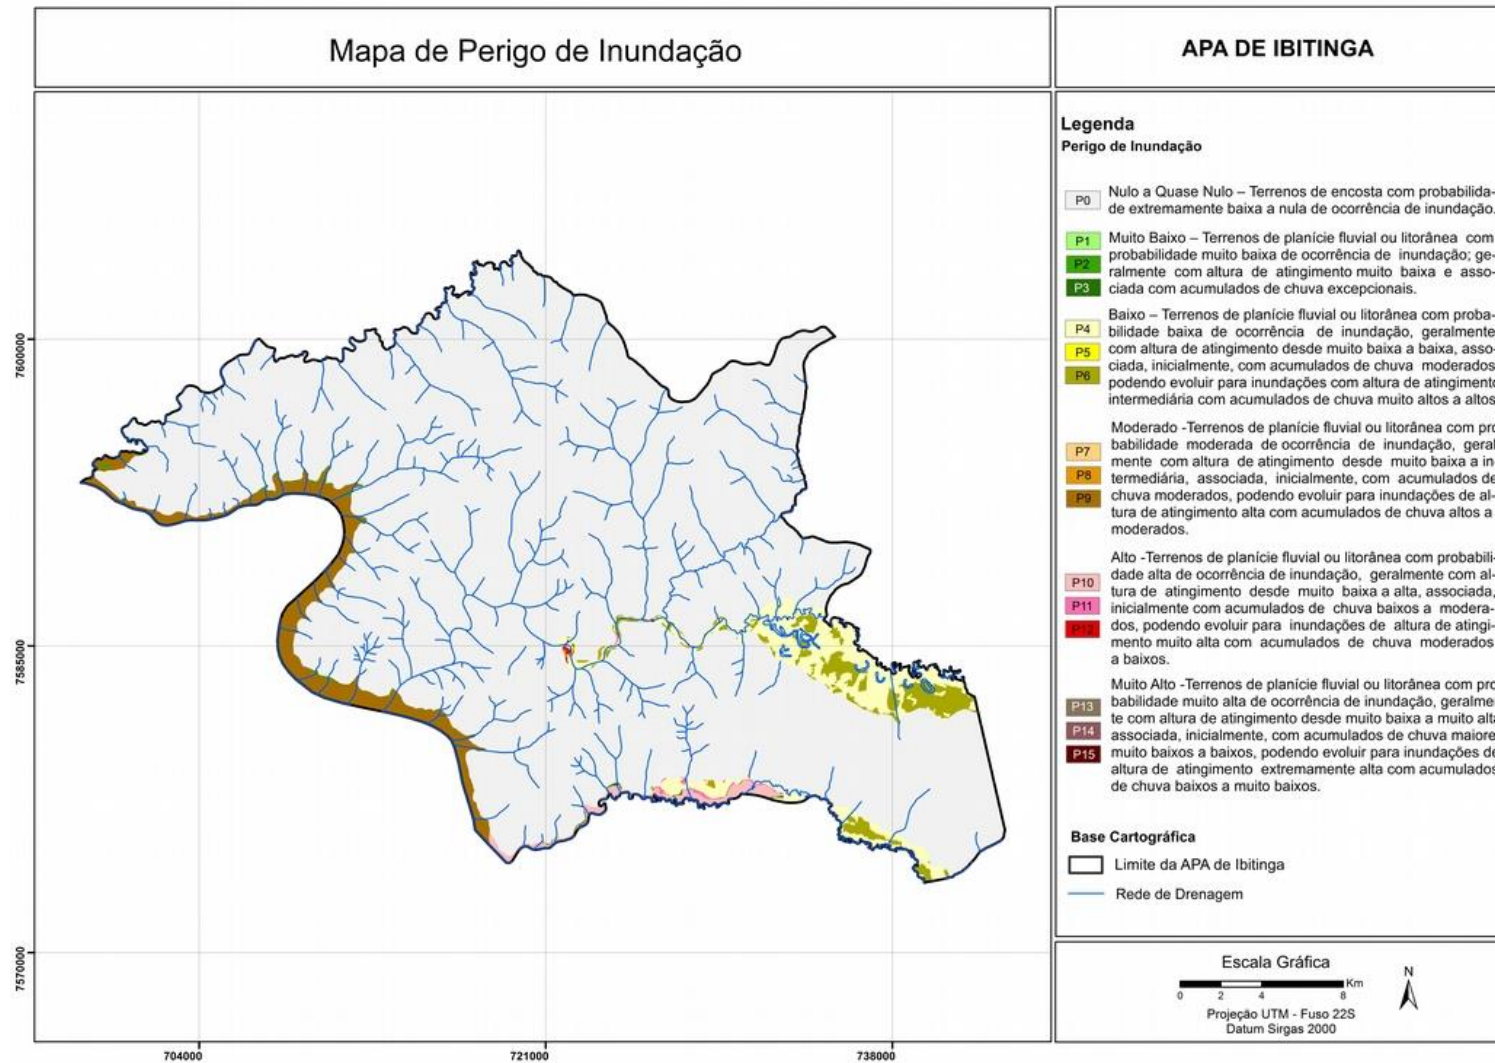 Mapa de Perigo de Inundação
APA DE IBITINGA
7600000
7585000
7570000
704000
721000
738000
Legenda
Perigo de Inundação
P0
Nulo a Quase Nulo – Terrenos de encosta com probabilida-
de extremamente baixa a nula de ocorrência de inundação.
P1
P2
P3
Muito Baixo – Terrenos de planície fluvial ou litorânea com
probabilidade muito baixa de ocorrência de inundação; ge-
ralmente com altura de atingimento muito baixa e asso-
ciada com acumulados de chuva excepcionais.
P4
P5
P6
Baixo – Terrenos de planície fluvial ou litorânea com proba-
bilidade baixa de ocorrência de inundação, geralmente
com altura de atingimento desde muito baixa a baixa, asso-
ciada, inicialmente, com acumulados de chuva moderados
podendo evoluir para inundações com altura de atingimento
intermediária com acumulados de chuva muito altos a altos
P7
P8
P9
Moderado -Terrenos de planície fluvial ou litorânea com pro
babilidade moderada de ocorrência de inundação, geral
mente com altura de atingimento desde muito baixa a in-
termediária, associada, inicialmente, com acumulados de
chuva moderados, podendo evoluir para inundações de al-
tura de atingimento alta com acumulados de chuva altos a
moderados.
P10
P11
P12
Alto -Terrenos de planície fluvial ou litorânea com probabili-
dade alta de ocorrência de inundação, geralmente com al-
tura de atingimento desde muito baixa a alta, associada,
inicialmente com acumulados de chuva baixos a modera-
dos, podendo evoluir para inundações de altura de atingi-
mento muito alta com acumulados de chuva moderados
a baixos.
P13
P14
P15
Muito Alto -Terrenos de planície fluvial ou litorânea com pro
babilidade muito alta de ocorrência de inundação, geralme
te com altura de atingimento desde muito baixa a muito alta
associada, inicialmente, com acumulados de chuva maiore
muito baixos a baixos, podendo evoluir para inundações de
altura de atingimento extremamente alta com acumulados
de chuva baixos a muito baixos.
Base Cartográfica
Limite da APA de Ibitinga
Rede de Drenagem
Escala Gráfica
Km
0 2 4 8
N
Projeção UTM - Fuso 22S
Datum Sirgas 2000